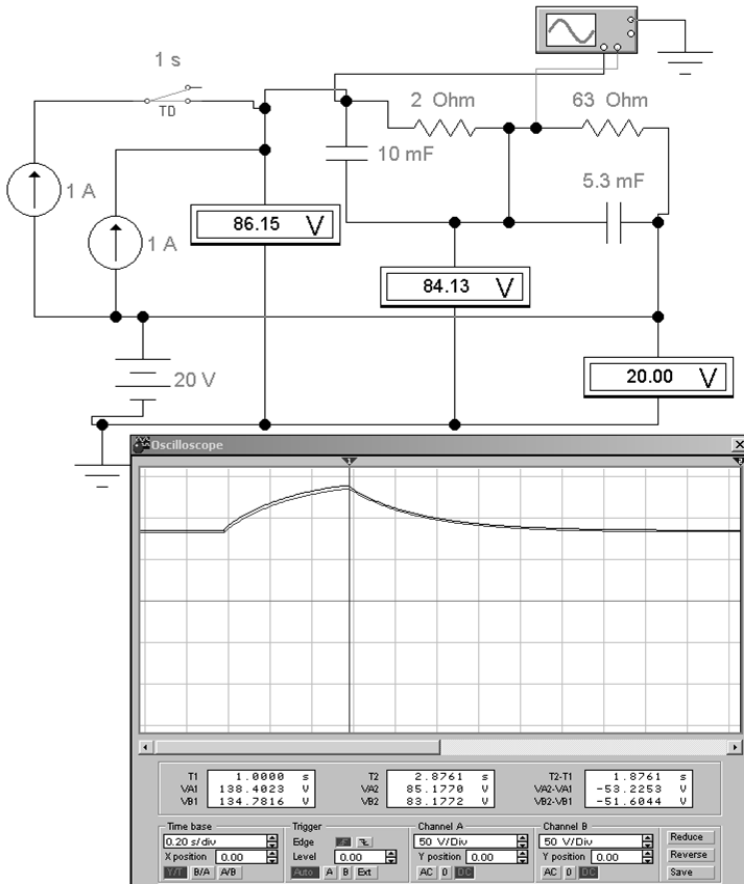 1 s
TD
2 Ohm
63 Ohm
10 mF
5.3 mF
1 A
1 A
86.15 V
84.13 V
20 V
20.00 V
Oscilloscope
1
T1 1.0000 s
VA1 138.4023 V
VB1 134.7816 V
T2 2.8761 s
VA2 85.1770 V
VB2 83.1772 V
T2-T1 1.8761 s
VA2-VA1 -53.2253 V
VB2-VB1 -51.6044 V
Time base
0.20 s/div
X position 0.00
Y/T B/A A/B
Trigger
Edge
Level 0.00
Auto A B Ext
Channel A
50 V/Div
Y position 0.00
AC 0 DC
Channel B
50 V/Div
Y position 0.00
AC 0 DC
Reduce
Reverse
Save